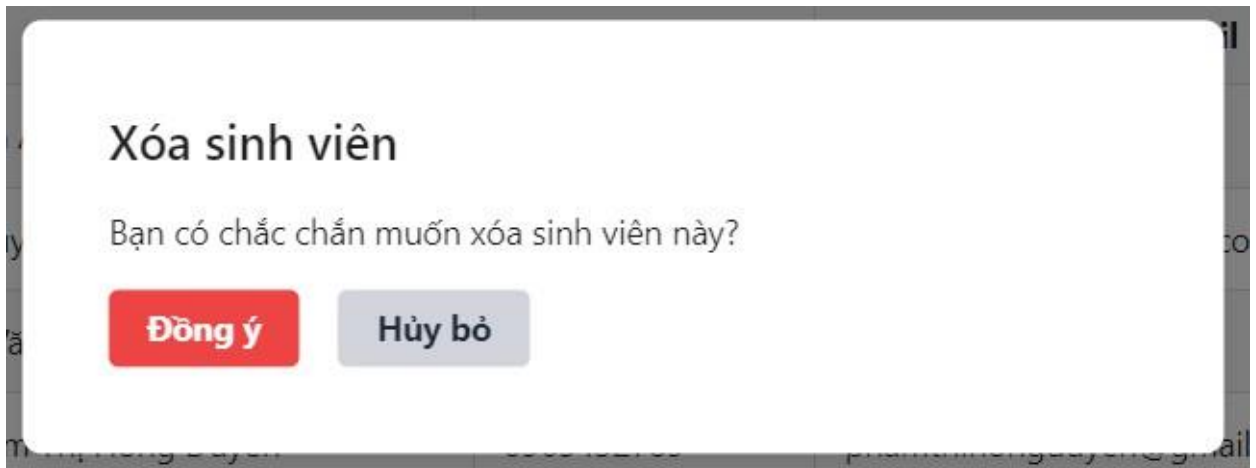 Xóa sinh viên
Bạn có chắc chắn muốn xóa sinh viên này?
Đồng ý Hủy bỏ